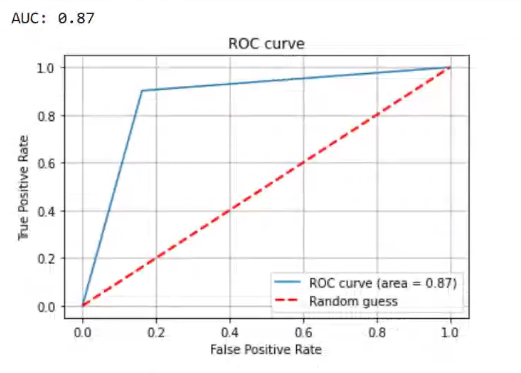 AUC: 0.87
ROC curve
True Positive Rate
1.0
0.8
0.6
0.4
0.2
0.0
ROC curve (area = 0.87)
Random guess
0.0 0.2 0.4 0.6 0.8 1.0
False Positive Rate